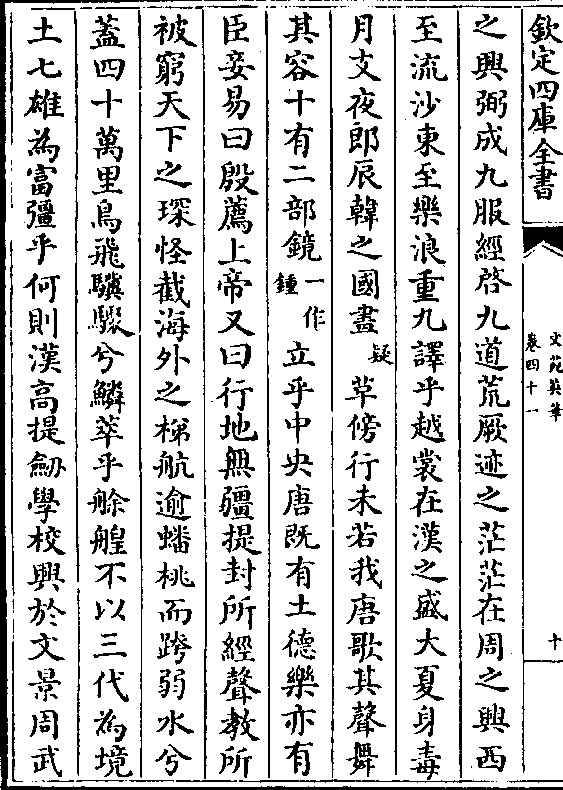 欽定四庫全書
文苑英華
卷四十一
十
之興弼成九服經啓九道荒厥迹之茫茫在周之興西
至流沙東至樂浪重九譯乎越裳在漢之盛大夏身毒
月支夜郎辰韓之國盡疑草傍行未若我唐歌其聲舞
其容十有二部鏡一作鍾立乎中央唐既有土德樂亦有
臣妾易曰殷薦上帝又曰行地無疆提封所經聲教所
被窮天下之琛怪截海外之梯航逾蟠桃而跨弱水兮
蓋四十萬里鳥飛驥騄兮鱗萃乎艅艎不以三代為境
土七雄為富彊乎何則漢高提劒學校興於文景周武